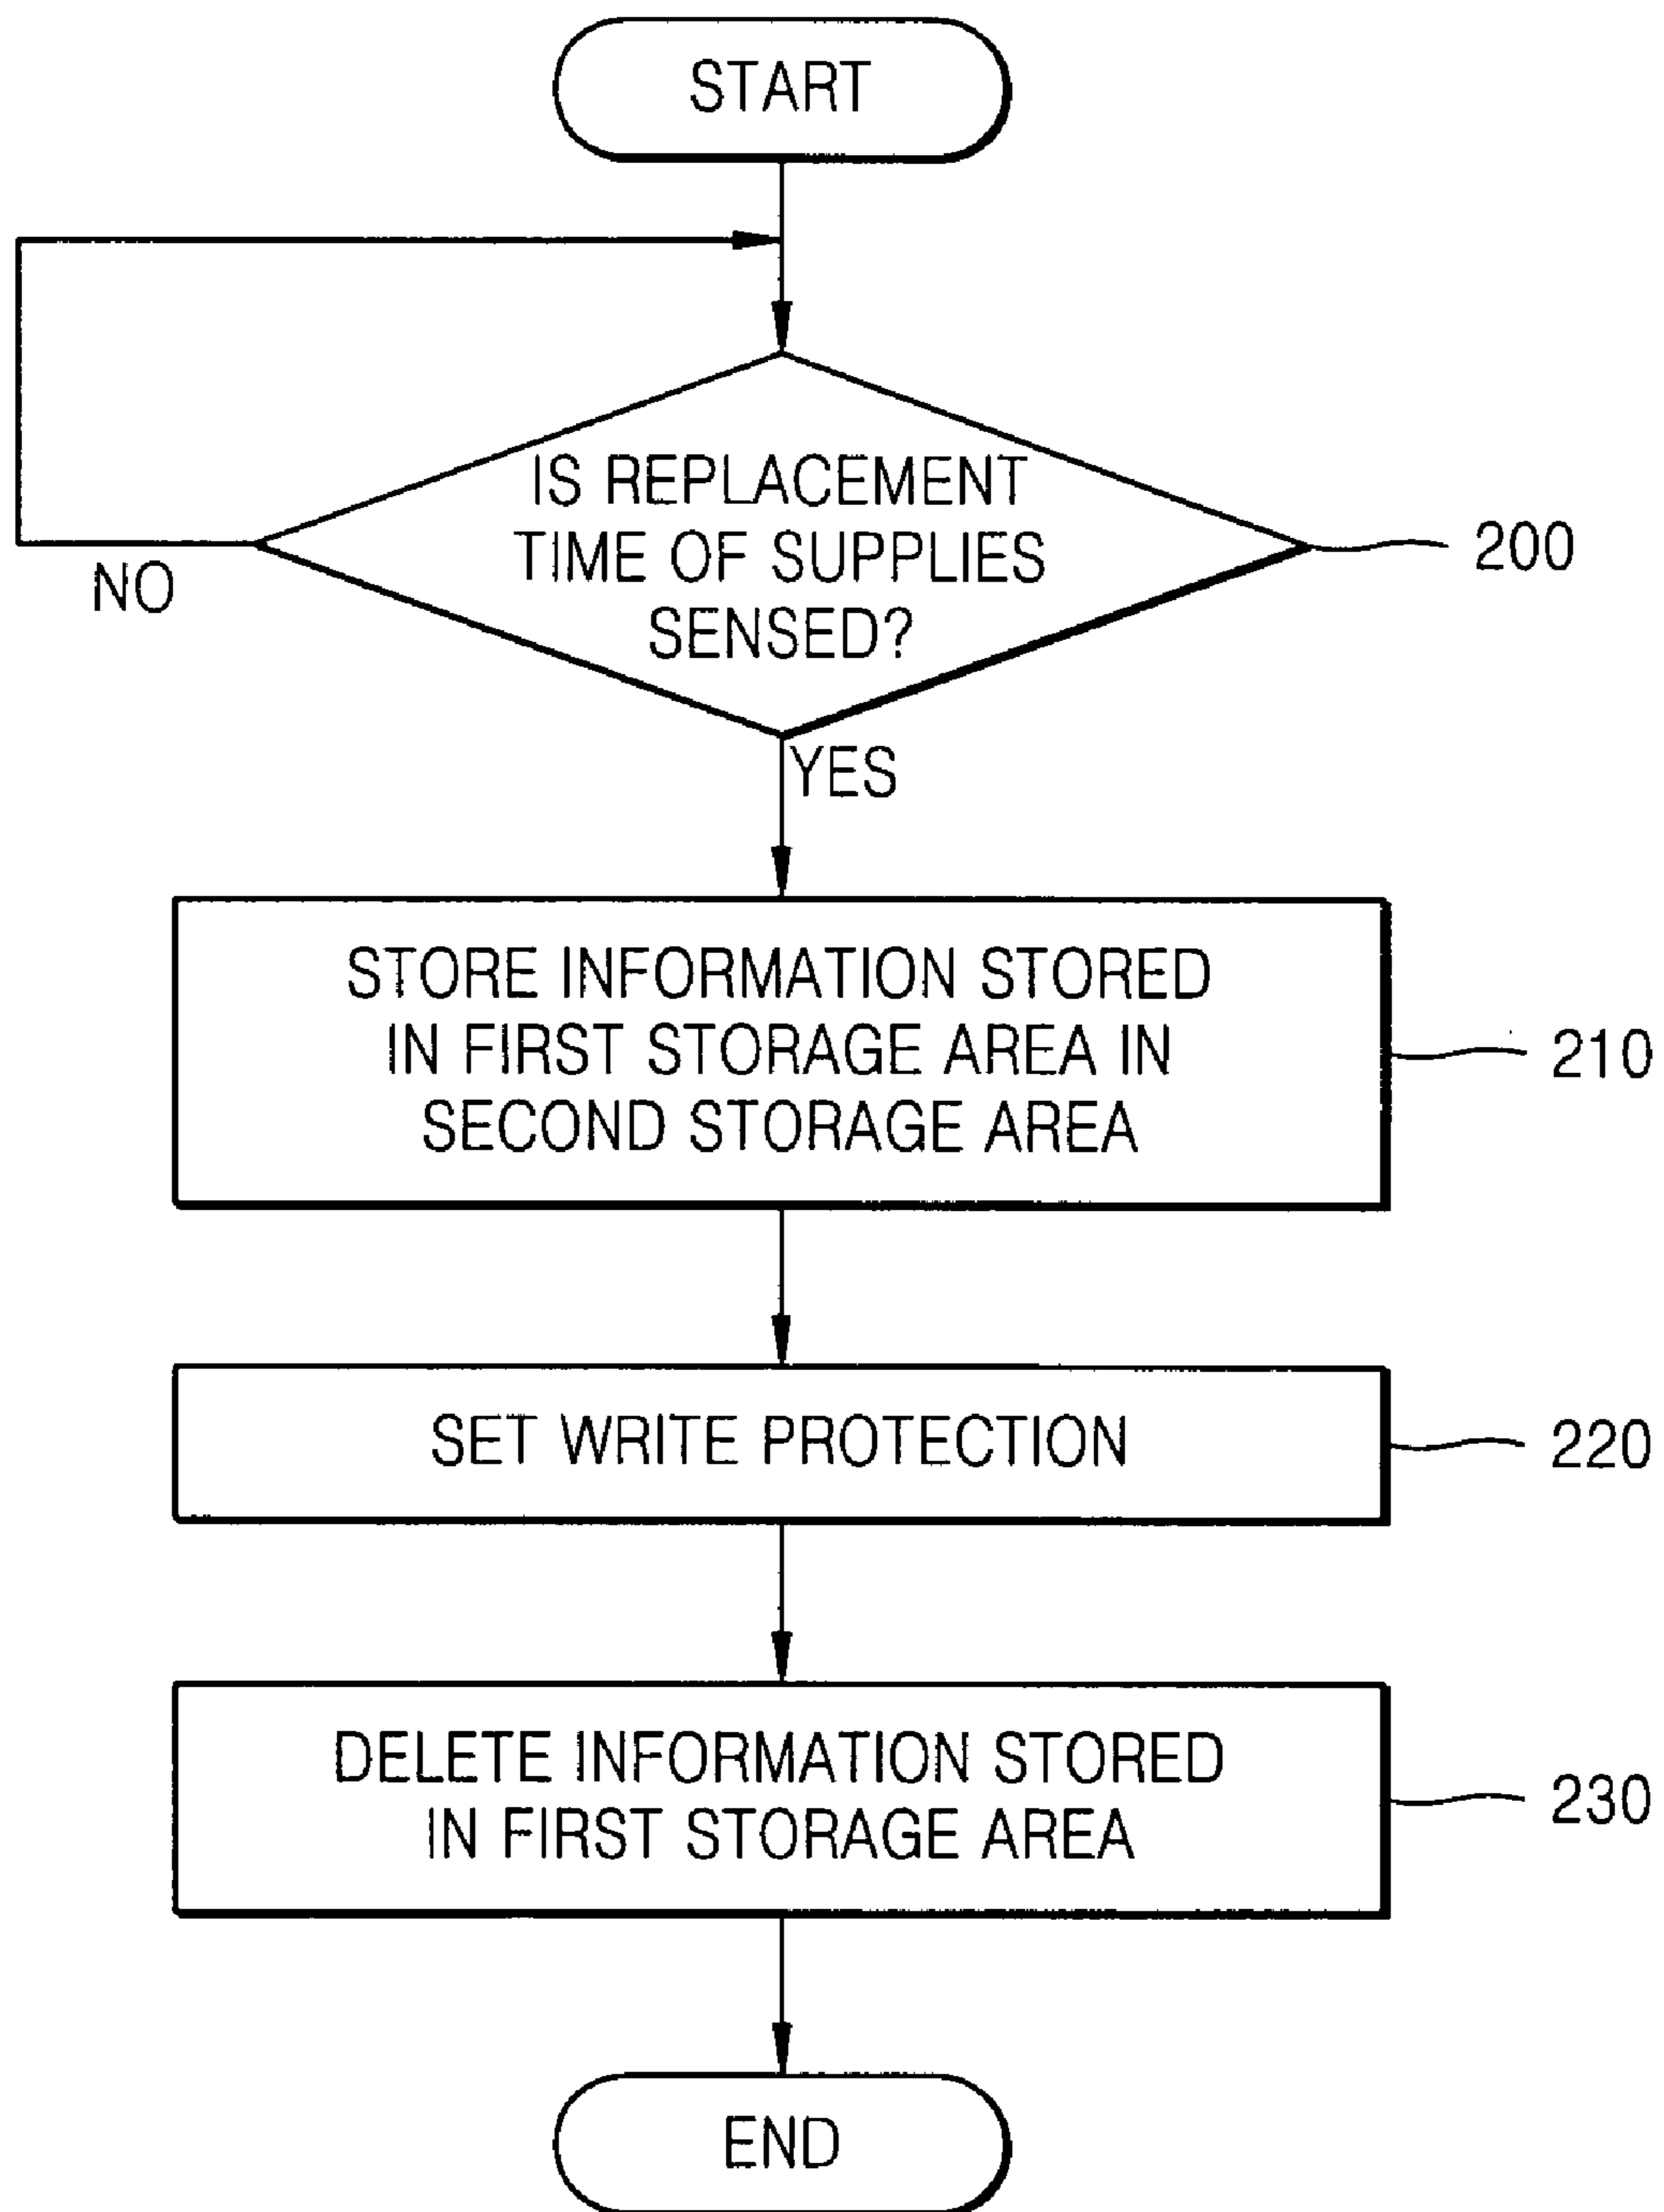 START
IS REPLACEMENT
TIME OF SUPPLIES
SENSED?
200
NO
YES
STORE INFORMATION STORED
IN FIRST STORAGE AREA IN
SECOND STORAGE AREA
210
SET WRITE PROTECTION
220
DELETE INFORMATION STORED
IN FIRST STORAGE AREA
230
END